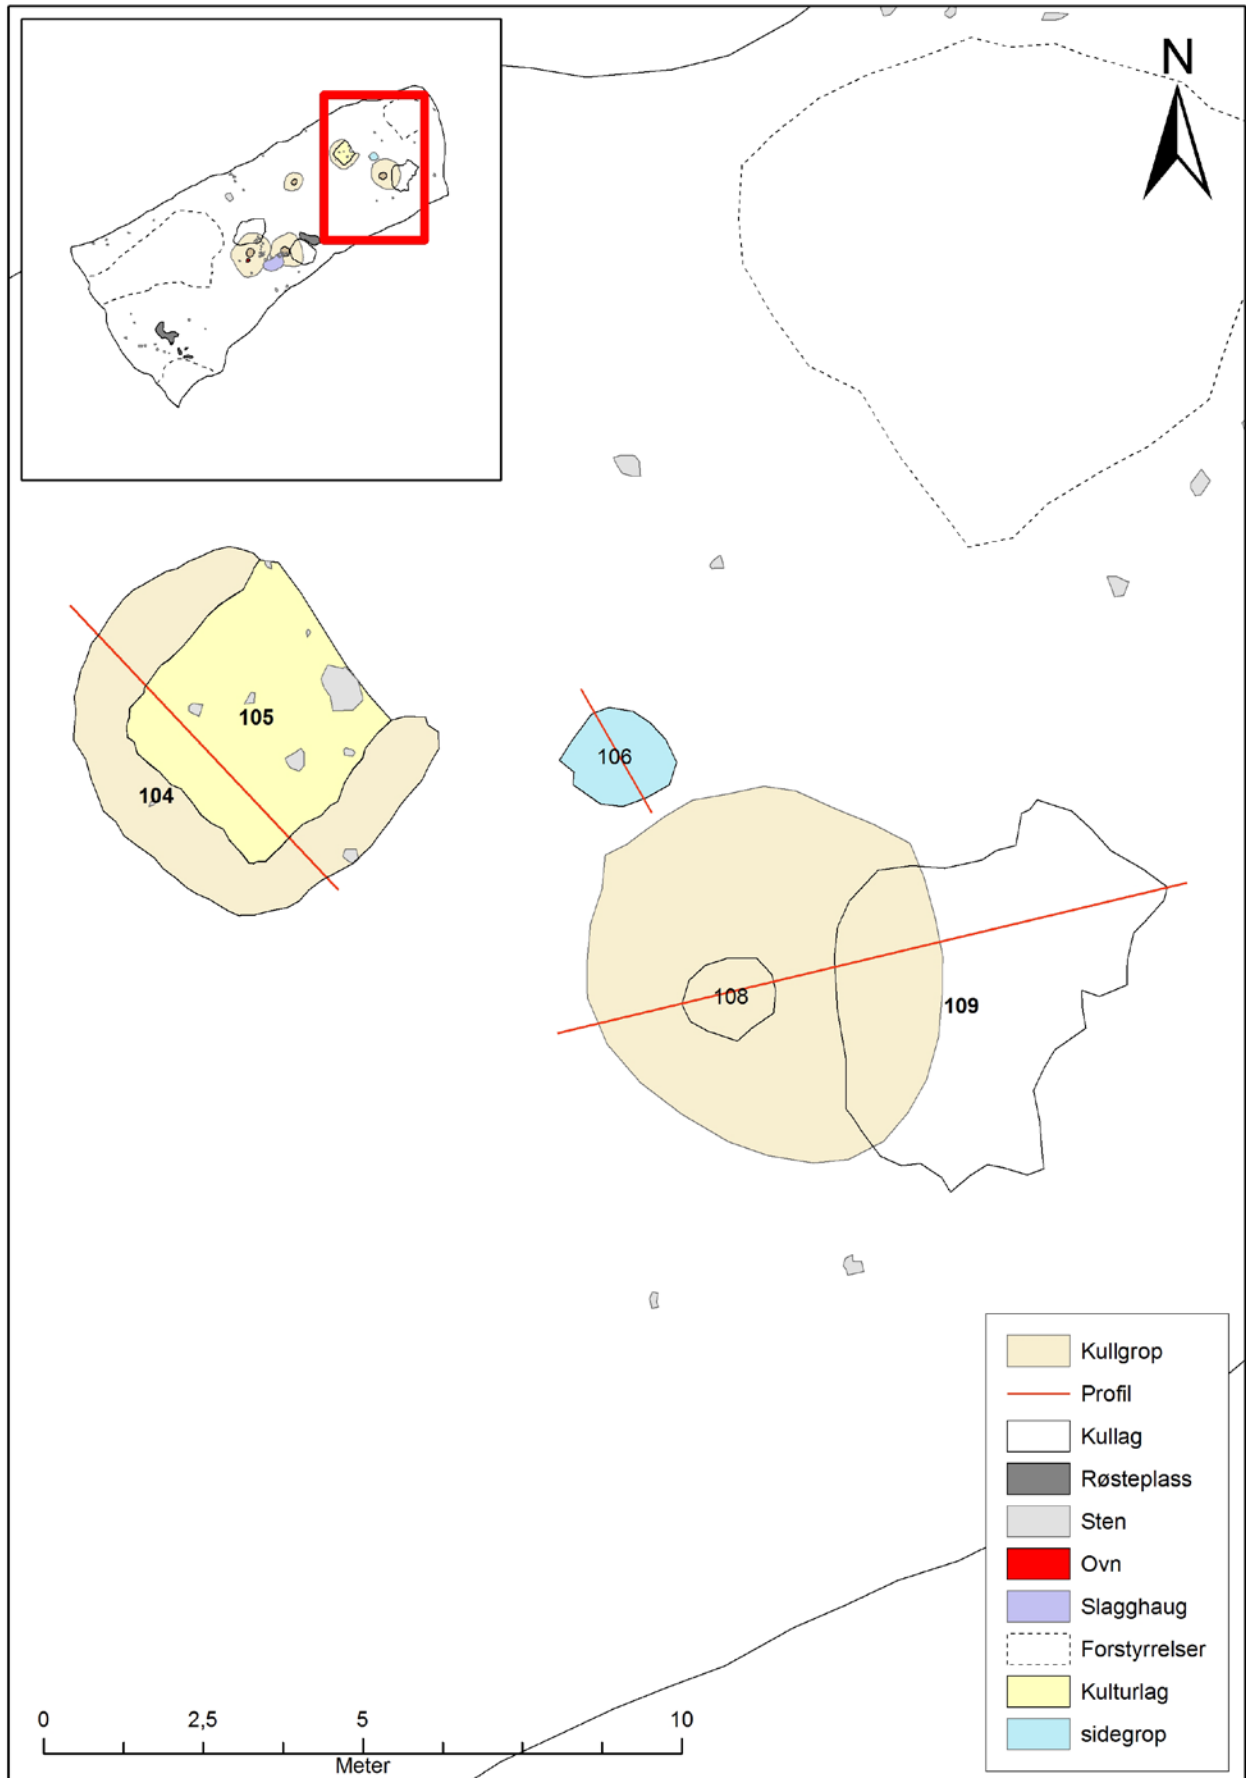 N
105
104
106
108
109
Kullgrop
Profil
Kullag
Røsteplass
Sten
Ovn
Slagghaug
Forstyrrelser
Kulturlag
sidegrop
0 2,5 5 10
Meter